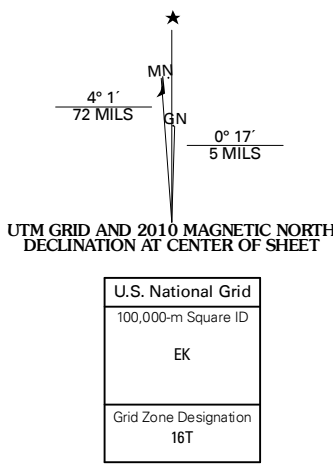 ★
MN
4° 1´
72 MILS
GN
0° 17´
5 MILS
UTM GRID AND 2010 MAGNETIC NORTH
DECLINATION AT CENTER OF SHEET
U.S. National Grid
100,000-m Square ID
EK
Grid Zone Designation
16T